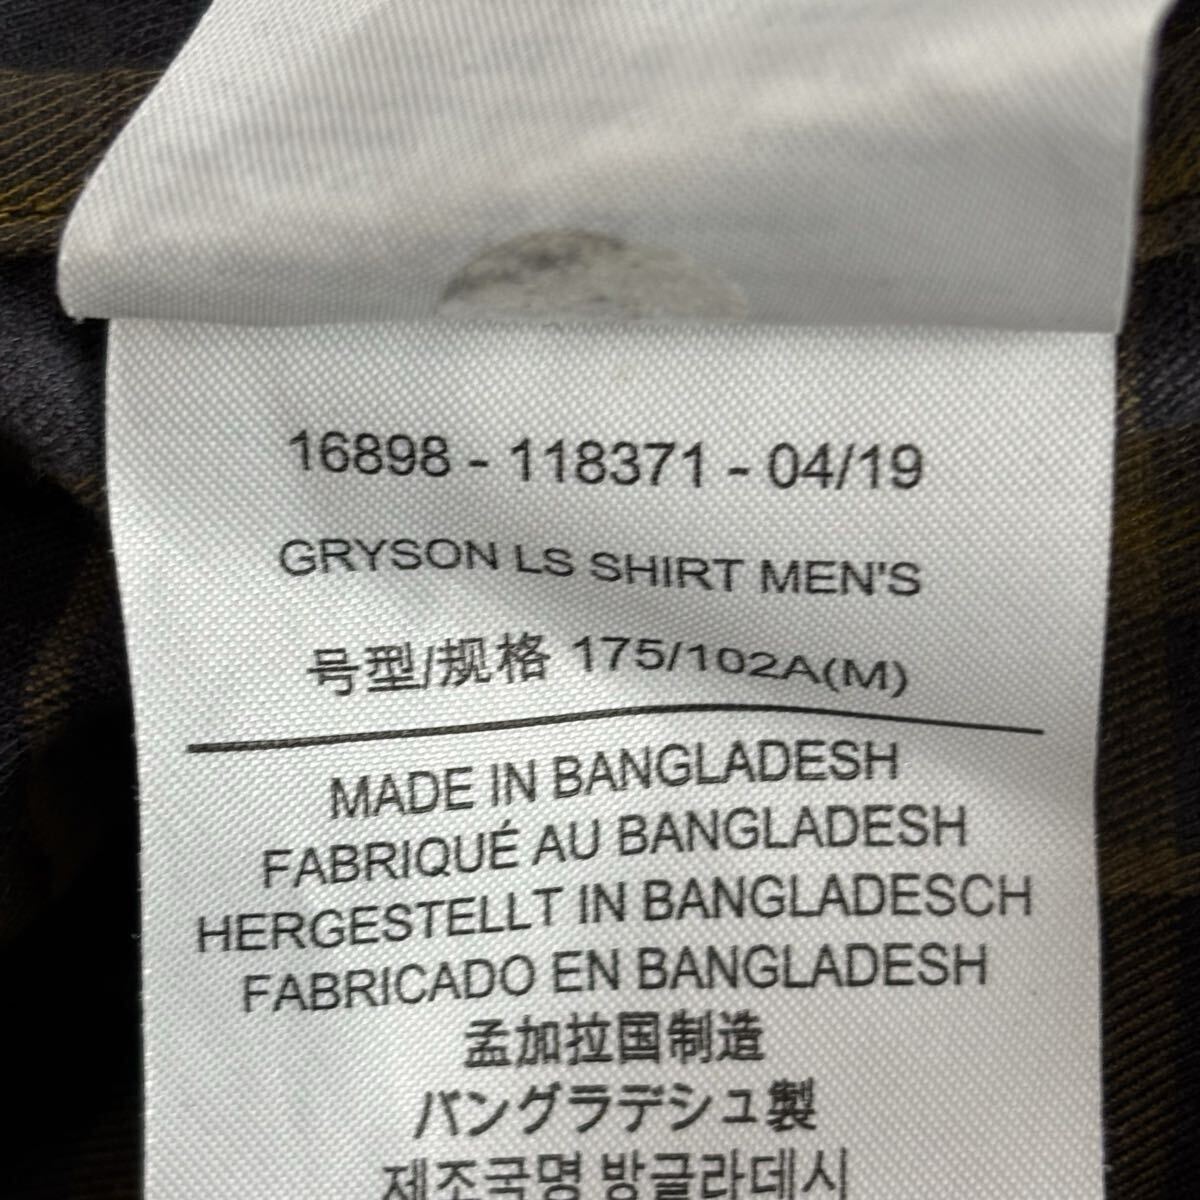 16898 - 118371 - 04/19
GRYSON LS SHIRT MEN'S
号型/规格 175/102A(M)
MADE IN BANGLADESH
FABRIQUÉ AU BANGLADESH
HERGESTELLT IN BANGLADESCH
FABRICADO EN BANGLADESH
孟加拉国制造
バングラデシュ製
제조국명 방글라데시